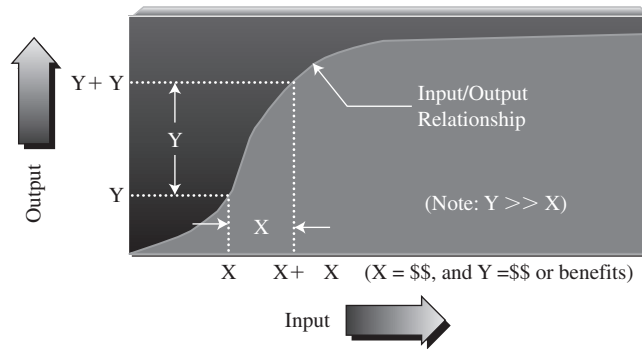 Y+ Y
Input/Output
Relationship
Y
Output
Y
(Note: Y >> X)
X
X X+ X (X = $$, and Y =$$ or benefits)
Input